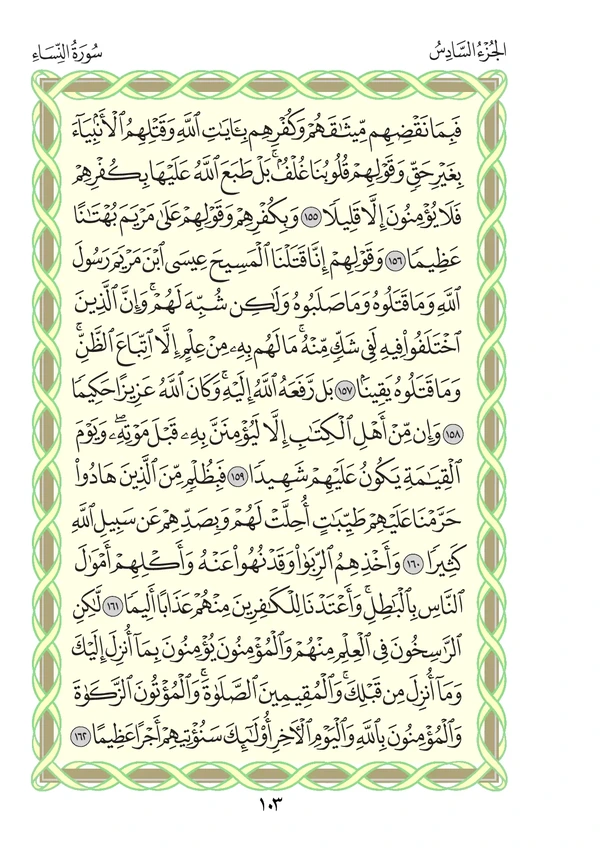 الجُزْءُ السَّادِسُ
سُورَةُ النِّسَاءِ
فَبِمَا نَقْضِهِم مِّيثَٰقَهُمْ وَكُفْرِهِم بِـَٔايَٰتِ ٱللَّهِ وَقَتْلِهِمُ ٱلْأَنۢبِيَآءَ
بِغَيْرِ حَقٍّ وَقَوْلِهِمْ قُلُوبُنَا غُلْفٌۢ ۚ بَلْ طَبَعَ ٱللَّهُ عَلَيْهَا بِكُفْرِهِمْ
فَلَا يُؤْمِنُونَ إِلَّا قَلِيلًا ١٥٥ وَبِكُفْرِهِمْ وَقَوْلِهِمْ عَلَىٰ مَرْيَمَ بُهْتَٰنًا
عَظِيمًا ١٥٦ وَقَوْلِهِمْ إِنَّا قَتَلْنَا ٱلْمَسِيحَ عِيسَى ٱبْنَ مَرْيَمَ رَسُولَ
ٱللَّهِ وَمَا قَتَلُوهُ وَمَا صَلَبُوهُ وَلَٰكِن شُبِّهَ لَهُمْ ۚ وَإِنَّ ٱلَّذِينَ
ٱخْتَلَفُوا۟ فِيهِ لَفِى شَكٍّ مِّنْهُ ۚ مَا لَهُم بِهِۦ مِنْ عِلْمٍ إِلَّا ٱتِّبَاعَ ٱلظَّنِّ ۚ
وَمَا قَتَلُوهُ يَقِينًۢا ١٥٧ بَل رَّفَعَهُ ٱللَّهُ إِلَيْهِ ۚ وَكَانَ ٱللَّهُ عَزِيزًا حَكِيمًا
١٥٨ وَإِن مِّنْ أَهْلِ ٱلْكِتَٰبِ إِلَّا لَيُؤْمِنَنَّ بِهِۦ قَبْلَ مَوْتِهِۦ ۖ وَيَوْمَ
ٱلْقِيَٰمَةِ يَكُونُ عَلَيْهِمْ شَهِيدًا ١٥٩ فَبِظُلْمٍ مِّنَ ٱلَّذِينَ هَادُوا۟
حَرَّمْنَا عَلَيْهِمْ طَيِّبَٰتٍ أُحِلَّتْ لَهُمْ وَبِصَدِّهِمْ عَن سَبِيلِ ٱللَّهِ
كَثِيرًا ١٦٠ وَأَخْذِهِمُ ٱلرِّبَوٰا۟ وَقَدْ نُهُوا۟ عَنْهُ وَأَكْلِهِمْ أَمْوَٰلَ
ٱلنَّاسِ بِٱلْبَٰطِلِ ۚ وَأَعْتَدْنَا لِلْكَٰفِرِينَ مِنْهُمْ عَذَابًا أَلِيمًا ١٦١ لَّٰكِنِ
ٱلرَّٰسِخُونَ فِى ٱلْعِلْمِ مِنْهُمْ وَٱلْمُؤْمِنُونَ يُؤْمِنُونَ بِمَآ أُنزِلَ إِلَيْكَ
وَمَآ أُنزِلَ مِن قَبْلِكَ ۚ وَٱلْمُقِيمِينَ ٱلصَّلَوٰةَ ۚ وَٱلْمُؤْتُونَ ٱلزَّكَوٰةَ
وَٱلْمُؤْمِنُونَ بِٱللَّهِ وَٱلْيَوْمِ ٱلْـَٔاخِرِ أُو۟لَٰٓئِكَ سَنُؤْتِيهِمْ أَجْرًا عَظِيمًا ١٦٢
١٠٣